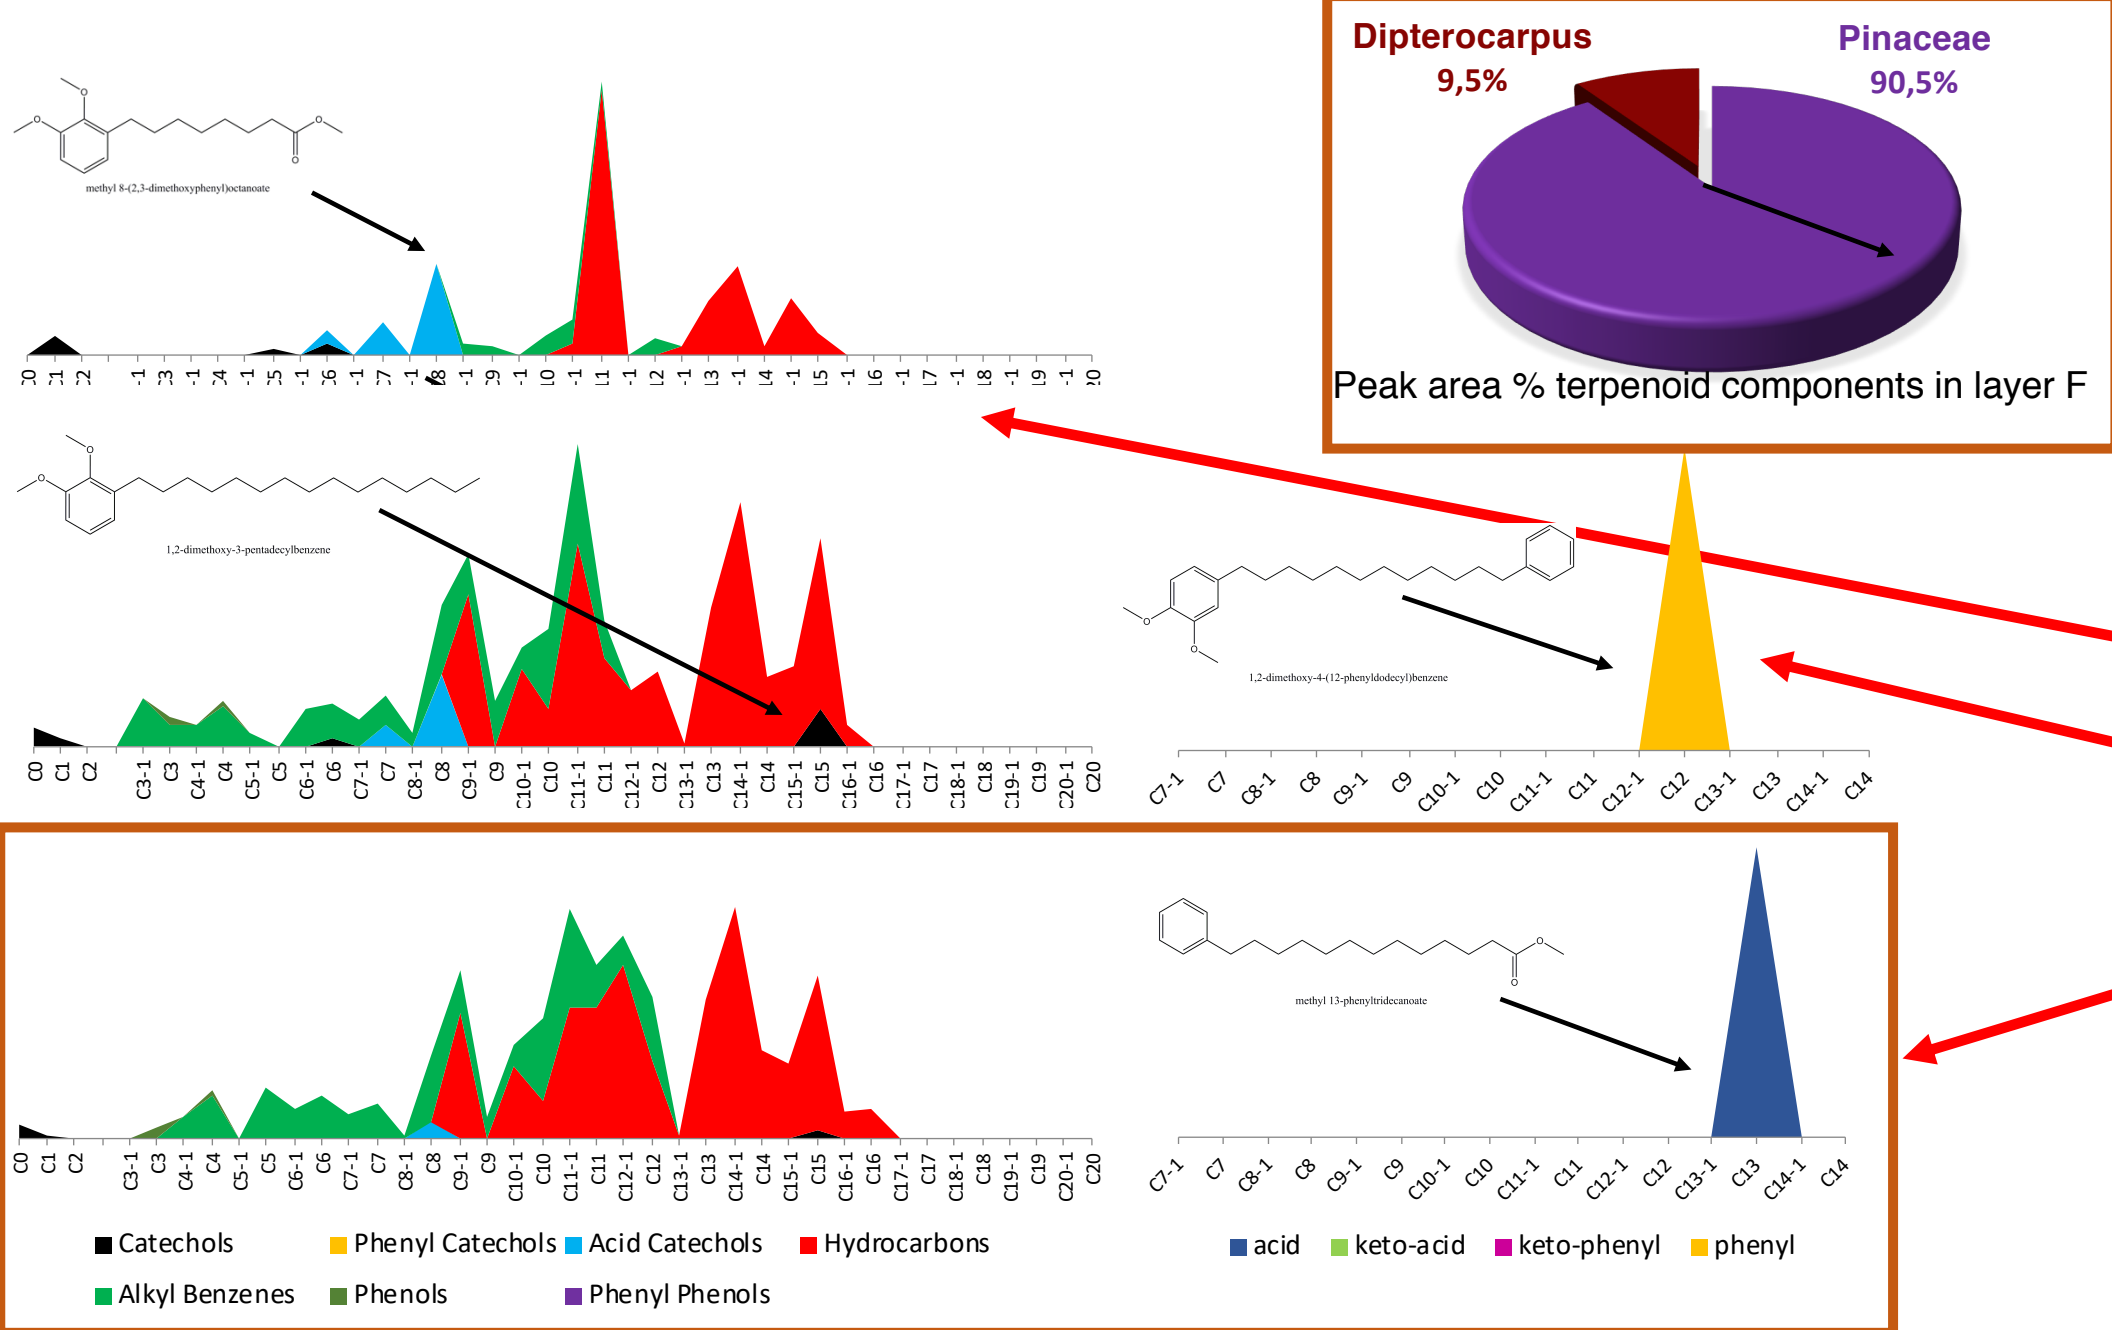 Dipterocarpus
9,5%
Pinaceae
90,5%
Peak area % terpenoid components in layer F
methyl 8-(2,3-dimethoxyphenyl)octanoate
1,2-dimethoxy-3-pentadecylbenzene
C0 C1 C2 C3-1 C3 C4-1 C4 C5-1 C5 C6-1 C6 C7-1 C7 C8-1 C8 C9-1 C9 C10-1 C10 C11-1 C11 C12-1 C12 C13-1 C13 C14-1 C14 C15-1 C15 C16-1 C16 C17-1 C17 C18-1 C18 C19-1 C19 C20-1 C20
1,2-dimethoxy-4-(12-phenyldodecyl)benzene
C7-1 C7 C8-1 C8 C9-1 C9 C10-1 C10 C11-1 C11 C12-1 C12 C13-1 C13 C14-1 C14
C0 C1 C2 C3-1 C3 C4-1 C4 C5-1 C5 C6-1 C6 C7-1 C7 C8-1 C8 C9-1 C9 C10-1 C10 C11-1 C11 C12-1 C12 C13-1 C13 C14-1 C14 C15-1 C15 C16-1 C16 C17-1 C17 C18-1 C18 C19-1 C19 C20-1 C20
Catechols Phenyl Catechols Acid Catechols Hydrocarbons
Alkyl Benzenes Phenols Phenyl Phenols
methyl 13-phenyltridecanoate
C7-1 C7 C8-1 C8 C9-1 C9 C10-1 C10 C11-1 C11 C12-1 C12 C13-1 C13 C14-1 C14
acid keto-acid keto-phenyl phenyl